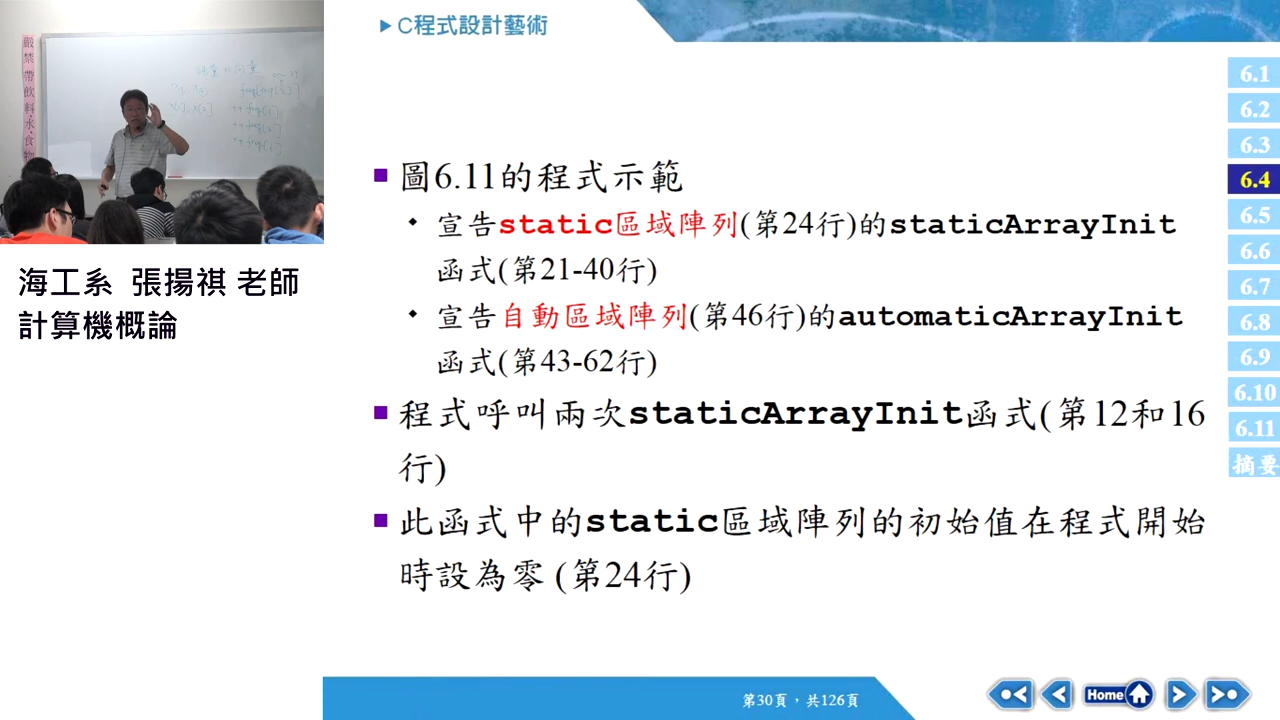 C程式設計藝術
嚴禁帶飲料、水、食物
海工系 張揚祺 老師
計算機概論
圖6.11的程式示範
宣告static區域陣列(第24行)的staticArrayInit
函式(第21-40行)
宣告自動區域陣列(第46行)的automaticArrayInit
函式(第43-62行)
程式呼叫兩次staticArrayInit函式(第12和16
行)
此函式中的static區域陣列的初始值在程式開始
時設為零 (第24行)
6.1
6.2
6.3
6.4
6.5
6.6
6.7
6.8
6.9
6.10
6.11
摘要
第30頁，共126頁
Home